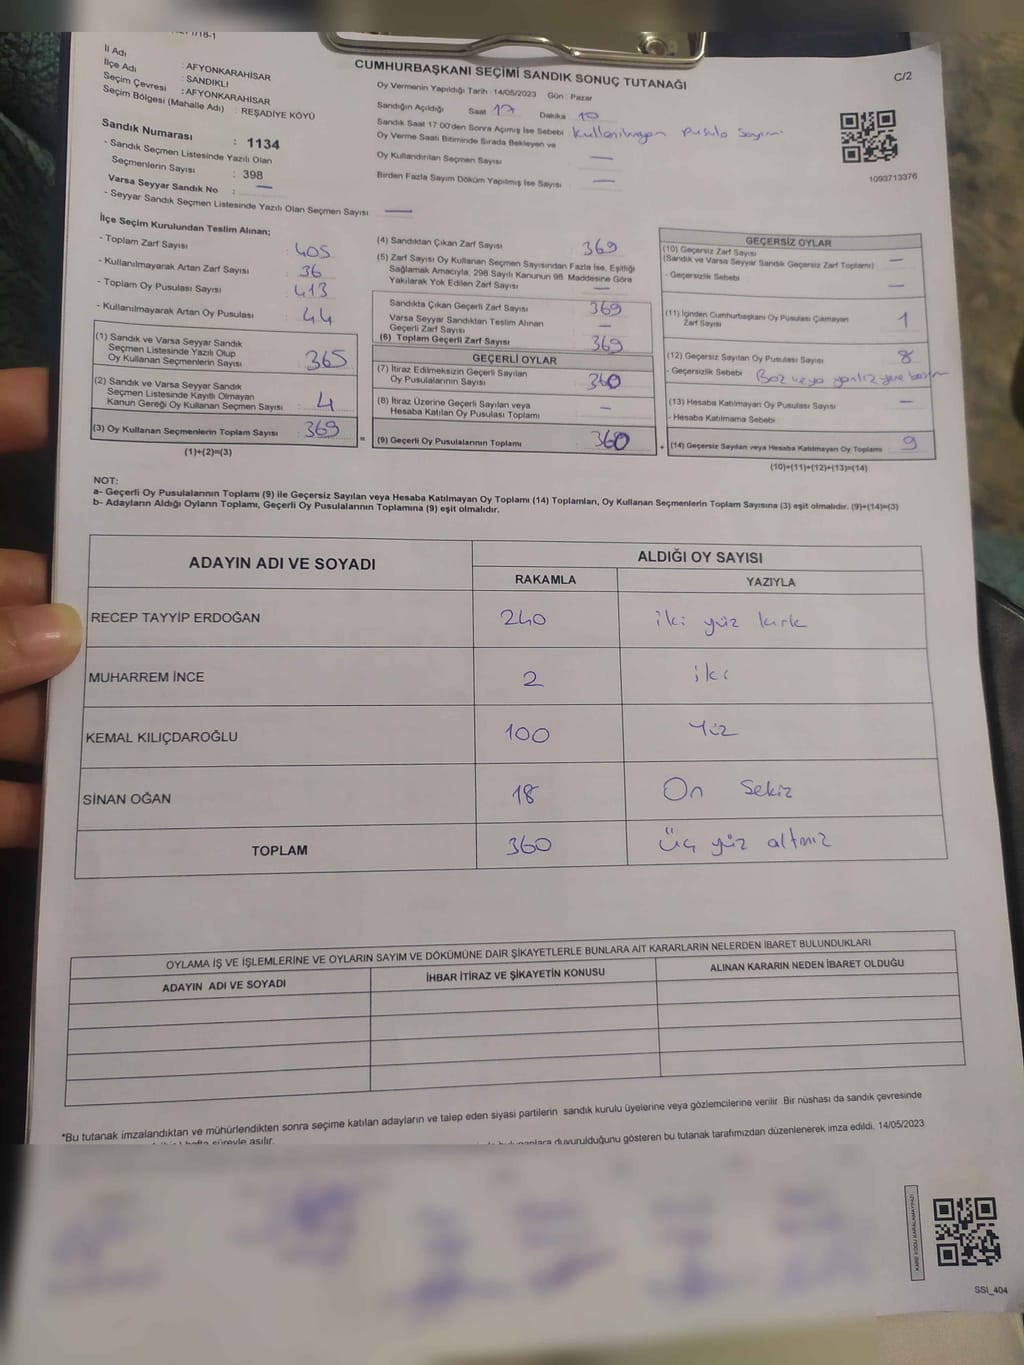 CUMHURBAŞKANI SEÇİMİ SANDIK SONUÇ TUTANAĞI
C/2
İl Adı : AFYONKARAHİSAR
İlçe Adı : SANDIKLI
Seçim Çevresi : AFYONKARAHİSAR
Seçim Bölgesi (Mahalle Adı) : REŞADİYE KÖYÜ
Sandık Numarası : 1134
- Sandık Seçmen Listesinde Yazılı Olan
Seçmenlerin Sayısı : 398
Varsa Seyyar Sandık No : —
- Seyyar Sandık Seçmen Listesinde Yazılı Olan Seçmen Sayısı —
Oy Vermenin Yapıldığı Tarih : 14/05/2023 Gün : Pazar
Sandığın Açıldığı Saat 17 Dakika 10
Sandık Saat 17:00'den Sonra Açımış İse Sebebi kullanılmayan pusula sayımı
Oy Verme Saati Bitiminde Sırada Bekleyen ve
Oy Kullandırılan Seçmen Sayısı —
Birden Fazla Sayım Döküm Yapılmış İse Sayısı —
1093713376
İlçe Seçim Kurulundan Teslim Alınan;
- Toplam Zarf Sayısı : 405
- Kullanılmayarak Artan Zarf Sayısı : 36
- Toplam Oy Pusulası Sayısı : 413
- Kullanılmayarak Artan Oy Pusulası : 44
(1) Sandık ve Varsa Seyyar Sandık
Seçmen Listesinde Yazılı Olup
Oy Kullanan Seçmenlerin Sayısı : 365
(2) Sandık ve Varsa Seyyar Sandık
Seçmen Listesinde Kayıtlı Olmayan
Kanun Gereği Oy Kullanan Seçmen Sayısı : 4
(3) Oy Kullanan Seçmenlerin Toplam Sayısı : 369
(1)+(2)=(3)
(4) Sandıktan Çıkan Zarf Sayısı 369
(5) Zarf Sayısı Oy Kullanan Seçmen Sayısından Fazla İse, Eşitliği
Sağlamak Amacıyla, 298 Sayılı Kanunun 98. Maddesine Göre
Yakılarak Yok Edilen Zarf Sayısı —
Sandıkta Çıkan Geçerli Zarf Sayısı 369
Varsa Seyyar Sandıktan Teslim Alınan
Geçerli Zarf Sayısı —
(6) Toplam Geçerli Zarf Sayısı 369
GEÇERLİ OYLAR
(7) İtiraz Edilmeksizin Geçerli Sayılan
Oy Pusulalarının Sayısı 360
(8) İtiraz Üzerine Geçerli Sayılan veya
Hesaba Katılan Oy Pusulası Toplamı —
= (9) Geçerli Oy Pusulalarının Toplamı 360
GEÇERSİZ OYLAR
(10) Geçersiz Zarf Sayısı
(Sandık ve Varsa Seyyar Sandık Geçersiz Zarf Toplamı) —
- Geçersizlik Sebebi —
(11) İçinden Cumhurbaşkanı Oy Pusulası Çıkmayan
Zarf Sayısı 1
(12) Geçersiz Sayılan Oy Pusulası Sayısı 8
- Geçersizlik Sebebi
(13) Hesaba Katılmayan Oy Pusulası Sayısı —
- Hesaba Katılmama Sebebi
+ (14) Geçersiz Sayılan veya Hesaba Katılmayan Oy Toplamı 9
(10)+(11)+(12)+(13)=(14)
NOT:
a- Geçerli Oy Pusulalarının Toplamı (9) ile Geçersiz Sayılan veya Hesaba Katılmayan Oy Toplamı (14) Toplamları, Oy Kullanan Seçmenlerin Toplam Sayısına (3) eşit olmalıdır. (9)+(14)=(3)
b- Adayların Aldığı Oyların Toplamı, Geçerli Oy Pusulalarının Toplamına (9) eşit olmalıdır.
ADAYIN ADI VE SOYADI
ALDIĞI OY SAYISI
RAKAMLA YAZIYLA
RECEP TAYYİP ERDOĞAN 240 iki yüz kırk
MUHARREM İNCE 2 iki
KEMAL KILIÇDAROĞLU 100 Yüz
SİNAN OĞAN 18 On Sekiz
TOPLAM 360 üç yüz altmız
OYLAMA İŞ VE İŞLEMLERİNE VE OYLARIN SAYIM VE DÖKÜMÜNE DAİR ŞİKAYETLERLE BUNLARA AİT KARARLARIN NELERDEN İBARET BULUNDUKLARI
ADAYIN ADI VE SOYADI İHBAR İTİRAZ VE ŞİKAYETİN KONUSU ALINAN KARARIN NEDEN İBARET OLDUĞU
*Bu tutanak imzalandıktan ve mühürlendikten sonra seçime katılan adayların ve talep eden siyasi partilerin sandık kurulu üyelerine veya gözlemcilerine verilir. Bir nüshası da sandık çevresinde
duyurulduğunu gösteren bu tutanak tarafımızdan düzenlenerek imza edildi. 14/05/2023
KARE KODU KARALAMAYINIZ!
SSI_404